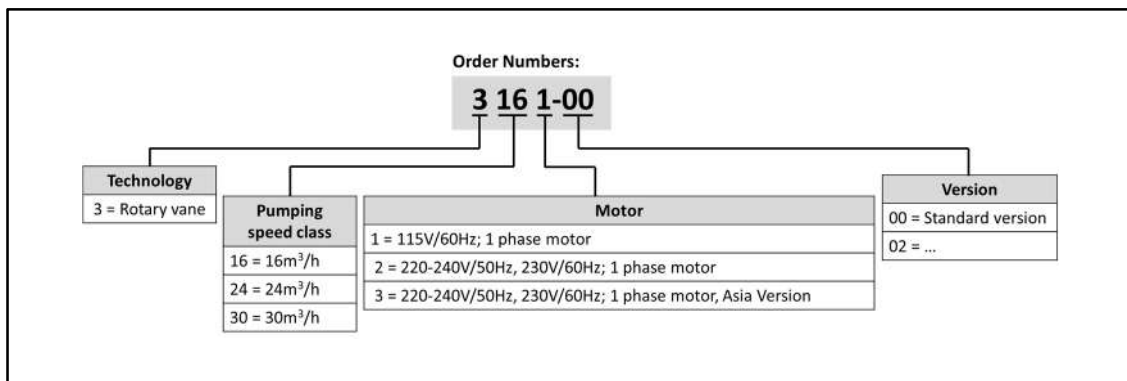 Order Numbers:
3 16 1-00
Technology
3 = Rotary vane
Pumping
speed class
16 = 16m³/h
24 = 24m³/h
30 = 30m³/h
Motor
1 = 115V/60Hz; 1 phase motor
2 = 220-240V/50Hz, 230V/60Hz; 1 phase motor
3 = 220-240V/50Hz, 230V/60Hz; 1 phase motor, Asia Version
Version
00 = Standard version
02 = ...